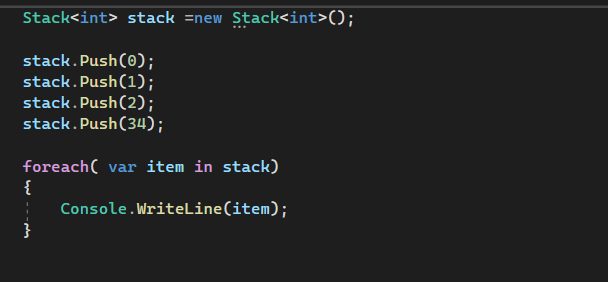 Stack<int> stack =new Stack<int>();
stack.Push(0);
stack.Push(1);
stack.Push(2);
stack.Push(34);
foreach( var item in stack)
{
Console.WriteLine(item);
}